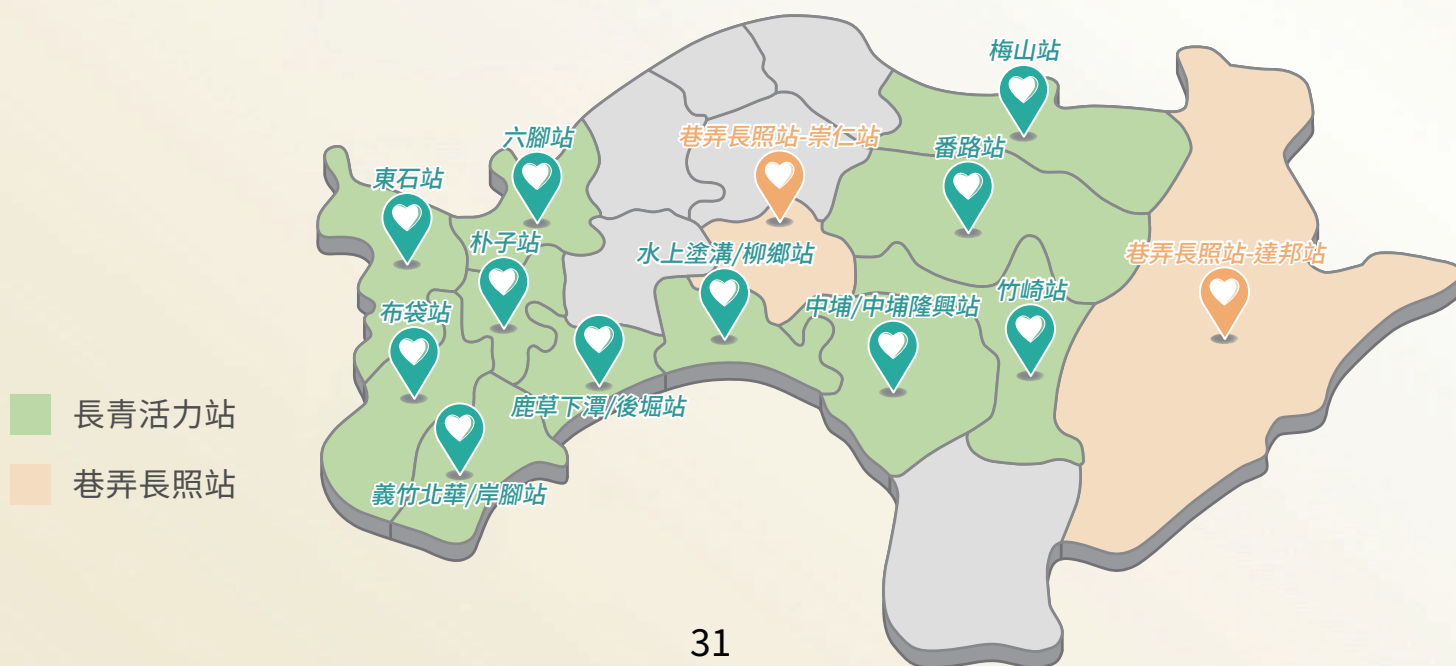 梅山站
六腳站
巷弄長照站-崇仁站
番路站
東石站
朴子站
水上塗溝/柳鄉站
巷弄長照站-達邦站
竹崎站
中埔/中埔隆興站
布袋站
鹿草下潭/後堀站
長青活力站
巷弄長照站
義竹北華/岸腳站
31